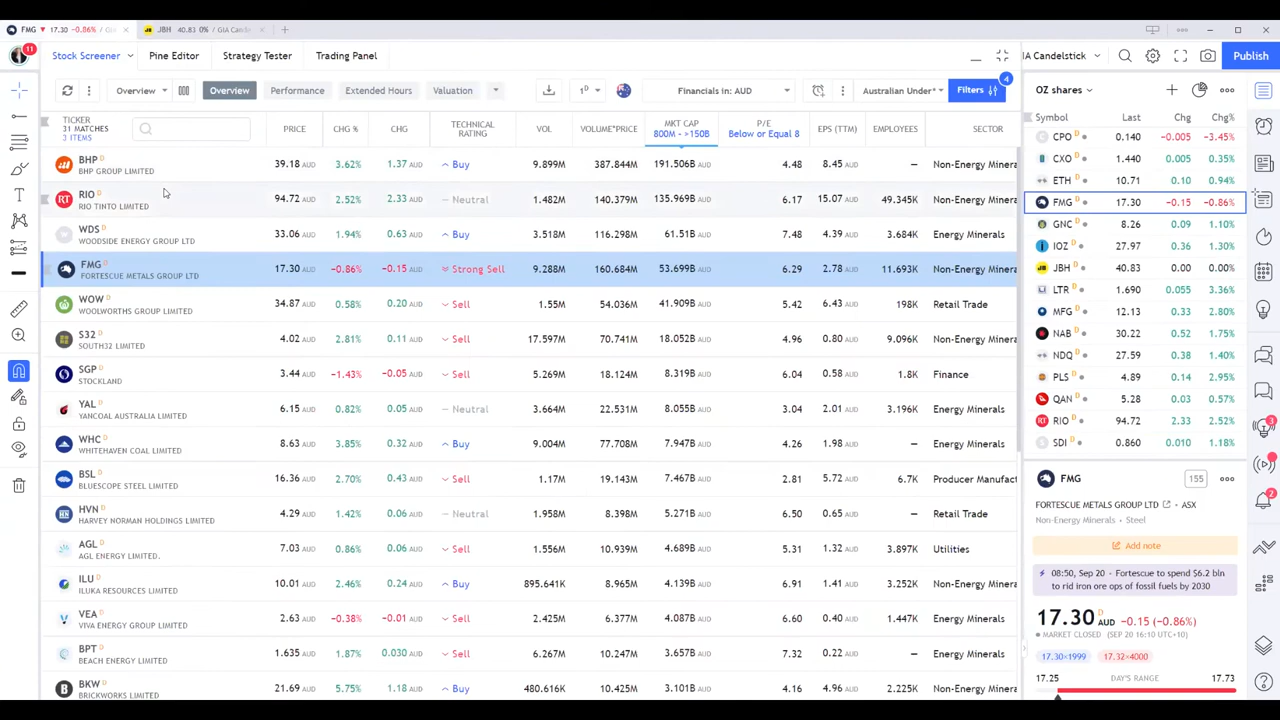 FMG ▼ 17.30 −0.86% / GIA
JBH 40.83 0% / GIA Candle
11
Stock Screener
Pine Editor
Strategy Tester
Trading Panel
IA Candlestick
Publish
Overview
Overview
Performance
Extended Hours
Valuation
1D
Financials in: AUD
Australian Under*
Filters
4
OZ shares
TICKER
31 MATCHES
3 ITEMS
PRICE
CHG %
CHG
TECHNICAL RATING
VOL
VOLUME*PRICE
MKT CAP
800M - >150B
P/E
Below or Equal 8
EPS (TTM)
EMPLOYEES
SECTOR
BHP D BHP GROUP LIMITED 39.18 AUD 3.62% 1.37 Buy 9.899M 387.844M 191.506B AUD 4.48 8.45 AUD — Non-Energy Minera
RIO D RIO TINTO LIMITED 94.72 AUD 2.52% 2.33 — Neutral 1.482M 140.379M 135.969B AUD 6.17 15.07 AUD 49.345K Non-Energy Minera
WDS D WOODSIDE ENERGY GROUP LTD 33.06 AUD 1.94% 0.63 Buy 3.518M 116.298M 61.51B AUD 7.48 4.42 AUD 3.684K Energy Minerals
FMG D FORTESCUE METALS GROUP LTD 17.30 AUD −0.86% −0.15 Strong Sell 9.288M 160.684M 53.699B AUD 6.29 2.78 AUD 11.693K Non-Energy Minera
WOW D WOOLWORTHS GROUP LIMITED 34.87 AUD 0.58% 0.20 Sell 1.55M 54.036M 41.909B AUD 5.42 6.43 AUD 198K Retail Trade
S32 D SOUTH32 LIMITED 4.02 AUD 2.81% 0.11 Sell 17.597M 70.741M 18.052B AUD 4.96 0.80 AUD 9.096K Non-Energy Minera
SGP D STOCKLAND 3.44 AUD −1.43% −0.05 Sell 5.269M 18.124M 8.319B AUD 6.04 0.58 AUD 1.8K Finance
YAL D YANCOAL AUSTRALIA LIMITED 6.15 AUD 0.82% 0.05 — Neutral 3.664M 22.531M 8.055B AUD 3.04 2.01 AUD 3.196K Energy Minerals
WHC D WHITEHAVEN COAL LIMITED 8.63 AUD 3.85% 0.32 Buy 9.004M 77.708M 7.947B AUD 4.26 1.98 AUD — Energy Minerals
BSL D BLUESCOPE STEEL LIMITED 16.36 AUD 2.70% 0.43 Sell 1.17M 19.143M 7.467B AUD 2.81 5.72 AUD 6.7K Producer Manufact
HVN D HARVEY NORMAN HOLDINGS LIMITED 4.29 AUD 1.42% 0.06 — Neutral 1.958M 8.398M 5.271B AUD 6.50 0.65 AUD — Retail Trade
AGL D AGL ENERGY LIMITED. 7.03 AUD 0.86% 0.06 Sell 1.556M 10.939M 4.689B AUD 5.31 1.32 AUD 3.897K Utilities
ILU D ILUKA RESOURCES LIMITED 10.01 AUD 2.46% 0.24 Buy 895.641K 8.965M 4.139B AUD 6.91 1.41 AUD 3.252K Non-Energy Minera
VEA D VIVA ENERGY GROUP LIMITED 2.63 AUD −0.38% −0.01 Sell 2.425M 6.377M 4.087B AUD 6.60 0.40 AUD 1.447K Energy Minerals
BPT D BEACH ENERGY LIMITED 1.635 AUD 1.87% 0.030 Sell 6.267M 10.247M 3.657B AUD 7.32 0.22 AUD — Energy Minerals
BKW D BRICKWORKS LIMITED 21.69 AUD 5.75% 1.18 Buy 480.616K 10.425M 3.101B AUD 4.16 4.96 AUD 2.225K Non-Energy Minera
Symbol Last Chg Chg%
CPO D 0.140 −0.005 −3.45%
CXO D 1.440 0.005 0.35%
ETH D 10.71 0.10 0.94%
FMG D 17.30 −0.15 −0.86%
GNC D 8.26 0.09 1.10%
IOZ D 27.97 0.36 1.30%
JBH D 40.83 0.00 0.00%
LTR D 1.690 0.055 3.36%
MFG D 12.13 0.33 2.80%
NAB D 30.22 0.52 1.75%
NDQ D 27.59 0.38 1.40%
PLS D 4.89 0.14 2.95%
QAN D 5.28 0.03 0.57%
RIO D 94.72 2.33 2.52%
SDI D 0.860 0.010 1.18%
FMG
155
FORTESCUE METALS GROUP LTD • ASX
Non-Energy Minerals • Steel
Add note
08:50, Sep 20 • Fortescue to spend $6.2 bln
to rid iron ore ops of fossil fuels by 2030
17.30 D AUD −0.15 (−0.86%)
MARKET CLOSED (SEP 20 16:10 UTC+10)
17.30×1999
17.32×4000
17.25 DAY'S RANGE 17.73
3
2